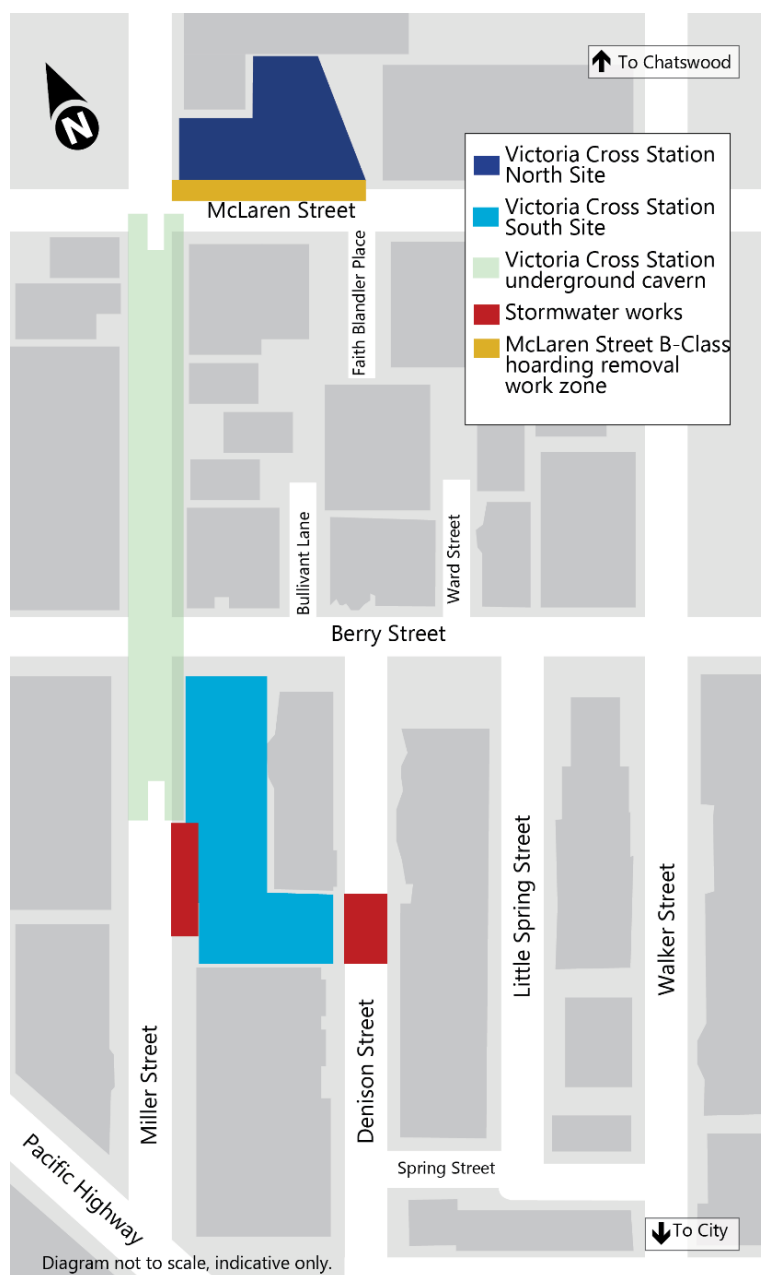 To Chatswood
N
Victoria Cross Station
North Site
Victoria Cross Station
South Site
Victoria Cross Station
underground cavern
Stormwater works
McLaren Street B-Class
hoarding removal
work zone
McLaren Street
Faith Blandler Place
Bullivant Lane
Ward Street
Berry Street
Little Spring Street
Walker Street
Miller Street
Denison Street
Pacific Highway
Spring Street
To City
Diagram not to scale, indicative only.